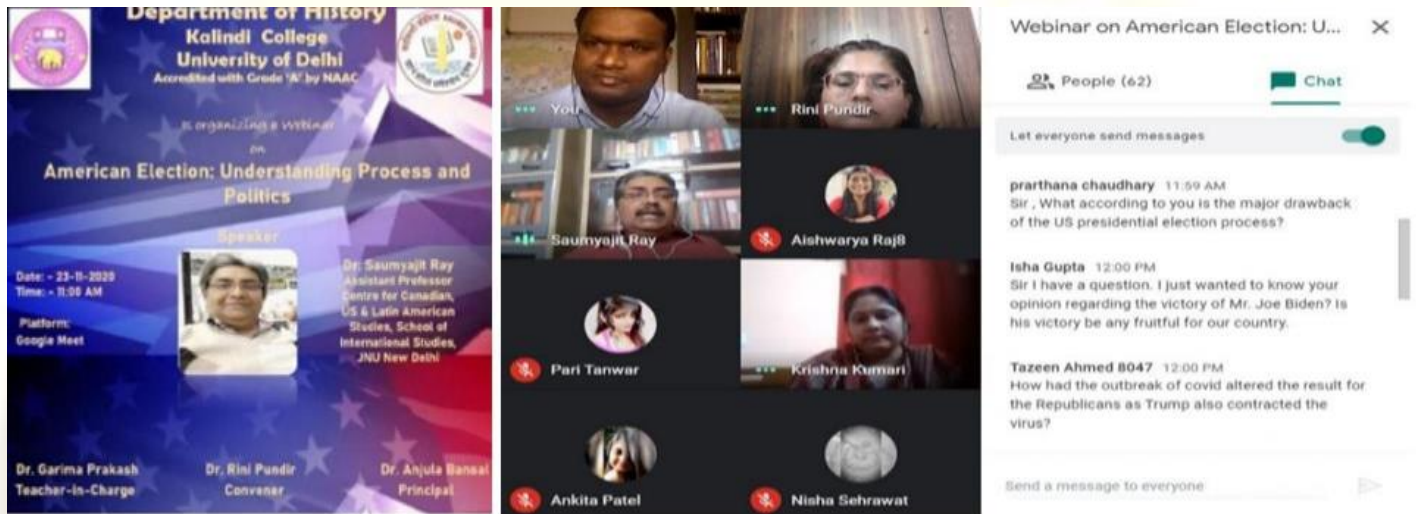 Department of History
Kalindi College
University of Delhi
Accredited with Grade 'A' by NAAC
is organizing a webinar
on
American Election: Understanding Process and
Politics
Speaker
Date: - 23-11-2020
Time: - 11:00 AM
Platform:
Google Meet
Dr. Saumyajit Ray
Assistant Professor
Centre for Canadian,
US & Latin American
Studies, School of
International Studies,
JNU New Delhi
Dr. Garima Prakash
Teacher-in-Charge
Dr. Rini Pundir
Convener
Dr. Anjula Bansal
Principal
You
Rini Pundir
Saumyajit Ray
Aishwarya Raj8
Pari Tanwar
Krishna Kumari
Ankita Patel
Nisha Sehrawat
Webinar on American Election: U...
People (62)
Chat
Let everyone send messages
prarthana chaudhary 11:59 AM
Sir , What according to you is the major drawback
of the US presidential election process?
Isha Gupta 12:00 PM
Sir I have a question. I just wanted to know your
opinion regarding the victory of Mr. Joe Biden? Is
his victory be any fruitful for our country.
Tazeen Ahmed 8047 12:00 PM
How had the outbreak of covid altered the result for
the Republicans as Trump also contracted the
virus?
Send a message to everyone